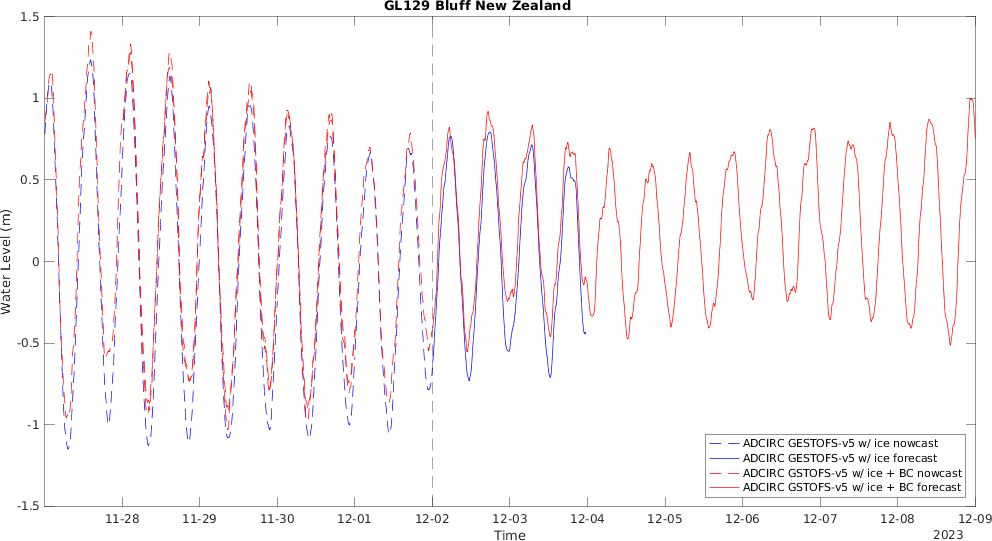 GL129 Bluff New Zealand
1.5
1
0.5
0
-0.5
-1
-1.5
Water Level (m)
11-28 11-29 11-30 12-01 12-02 12-03 12-04 12-05 12-06 12-07 12-08 12-09
Time
2023
ADCIRC GESTOFS-v5 w/ ice nowcast
ADCIRC GESTOFS-v5 w/ ice forecast
ADCIRC GSTOFS-v5 w/ ice + BC nowcast
ADCIRC GSTOFS-v5 w/ ice + BC forecast